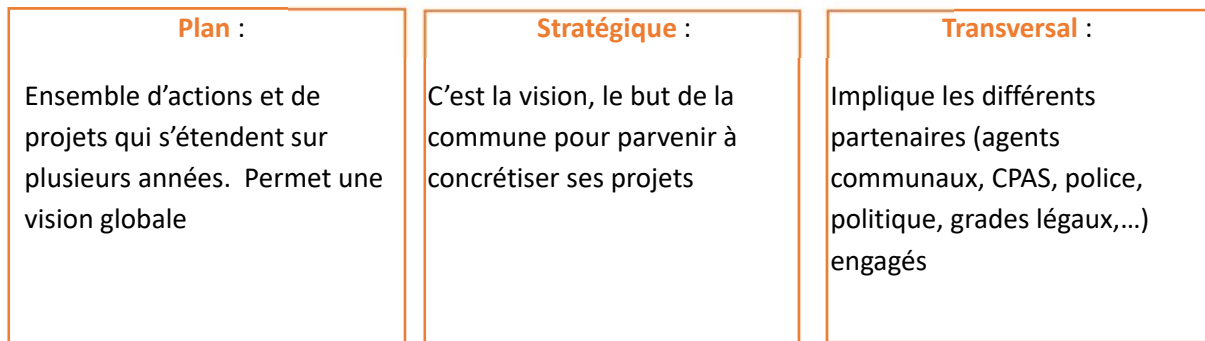 Plan :
Ensemble d’actions et de
projets qui s’étendent sur
plusieurs années.  Permet une
vision globale
Stratégique :
C’est la vision, le but de la
commune pour parvenir à
concrétiser ses projets
Transversal :
Implique les différents
partenaires (agents
communaux, CPAS, police,
politique, grades légaux,…)
engagés